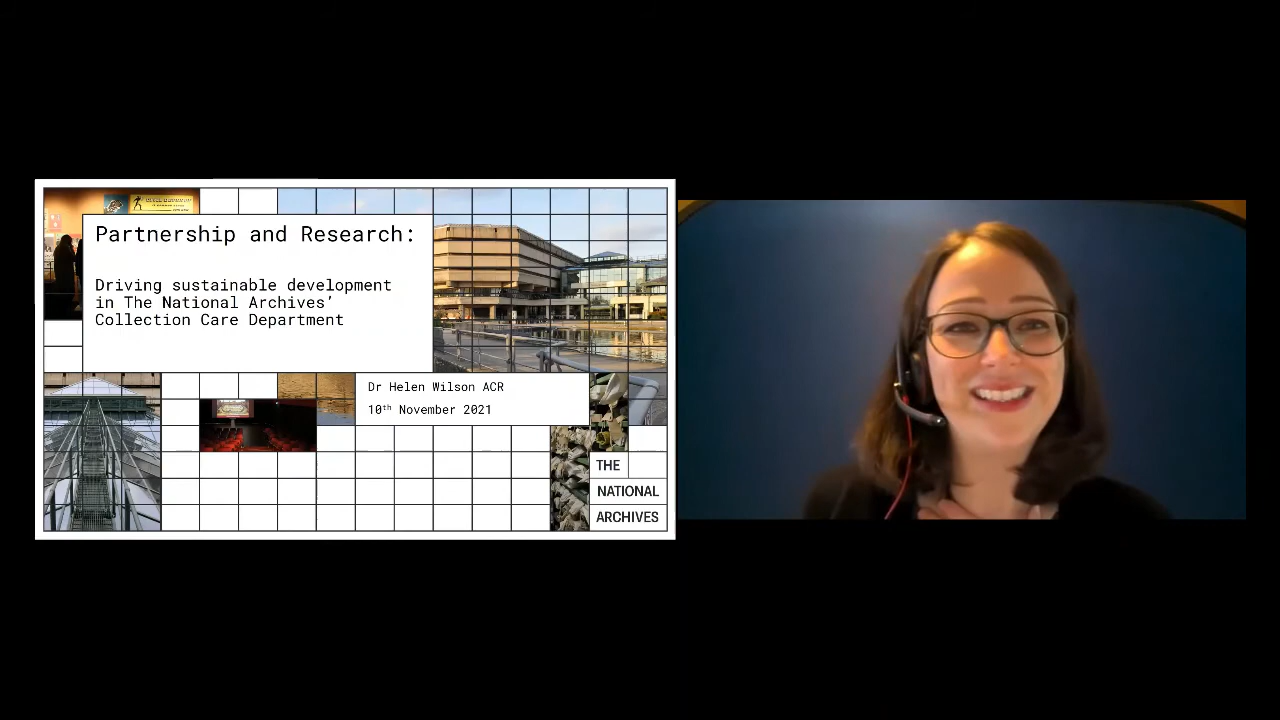 Partnership and Research:
Driving sustainable development
in The National Archives’
Collection Care Department
Dr Helen Wilson ACR
10th November 2021
THE
NATIONAL
ARCHIVES